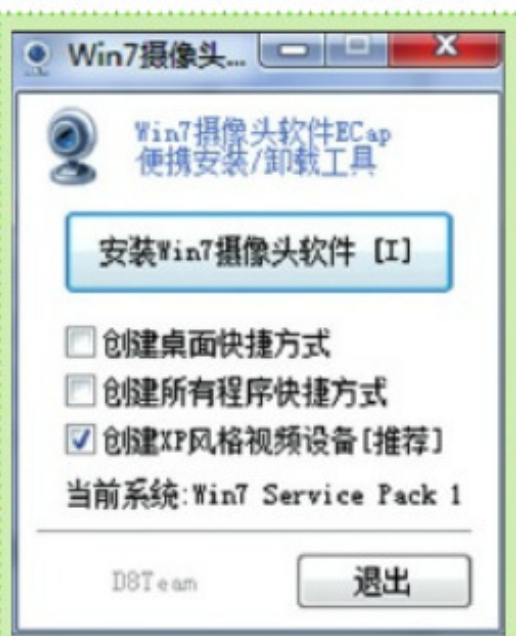 Win7摄像头...
Win7摄像头软件ECap
便携安装/卸载工具
安装Win7摄像头软件 [I]
创建桌面快捷方式
创建所有程序快捷方式
创建XP风格视频设备[推荐]
当前系统:Win7 Service Pack 1
D8Team
退出